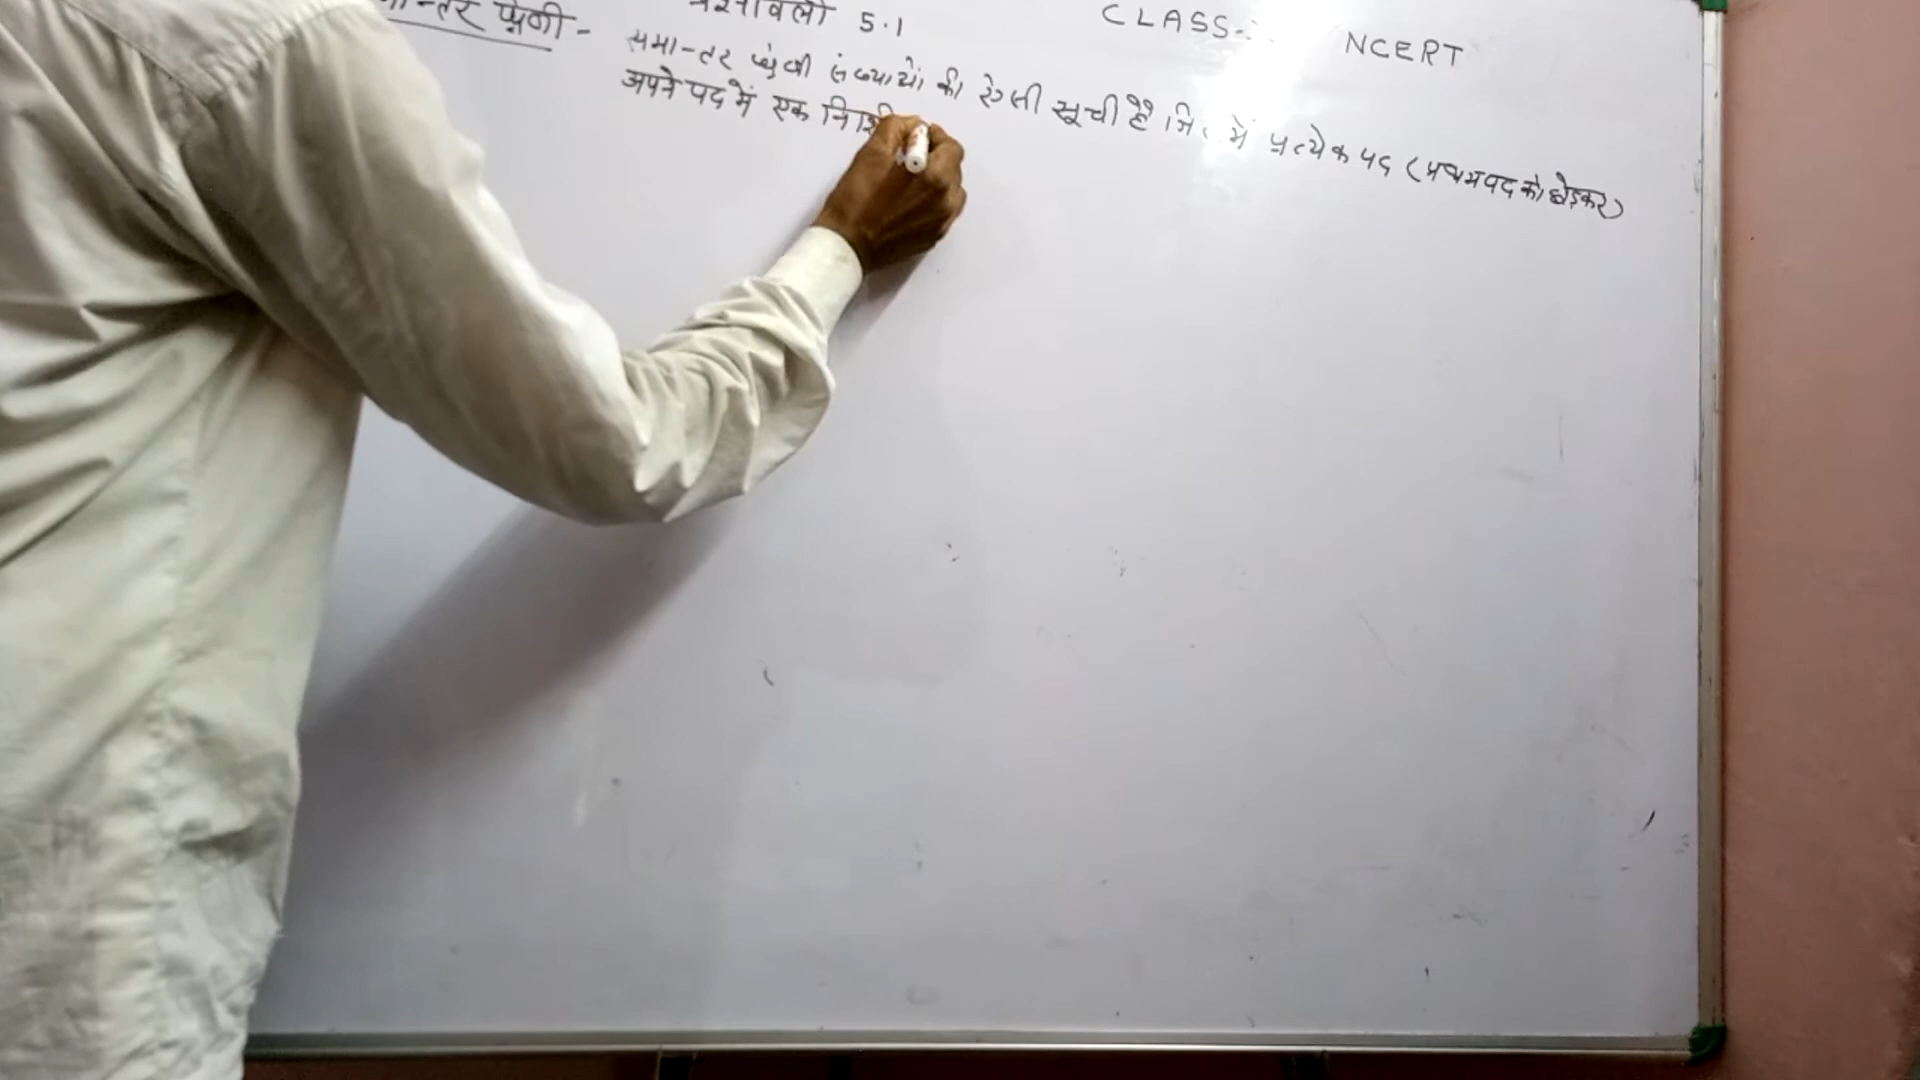 प्रश्नावली 5.1 CLASS- NCERT
मान्तर श्रेणी -
समान्तर श्रेणी संख्याओं की ऐसी सूची है जिसमें प्रत्येक पद (प्रथम पद को छोड़कर)
अपने पद में एक निश्